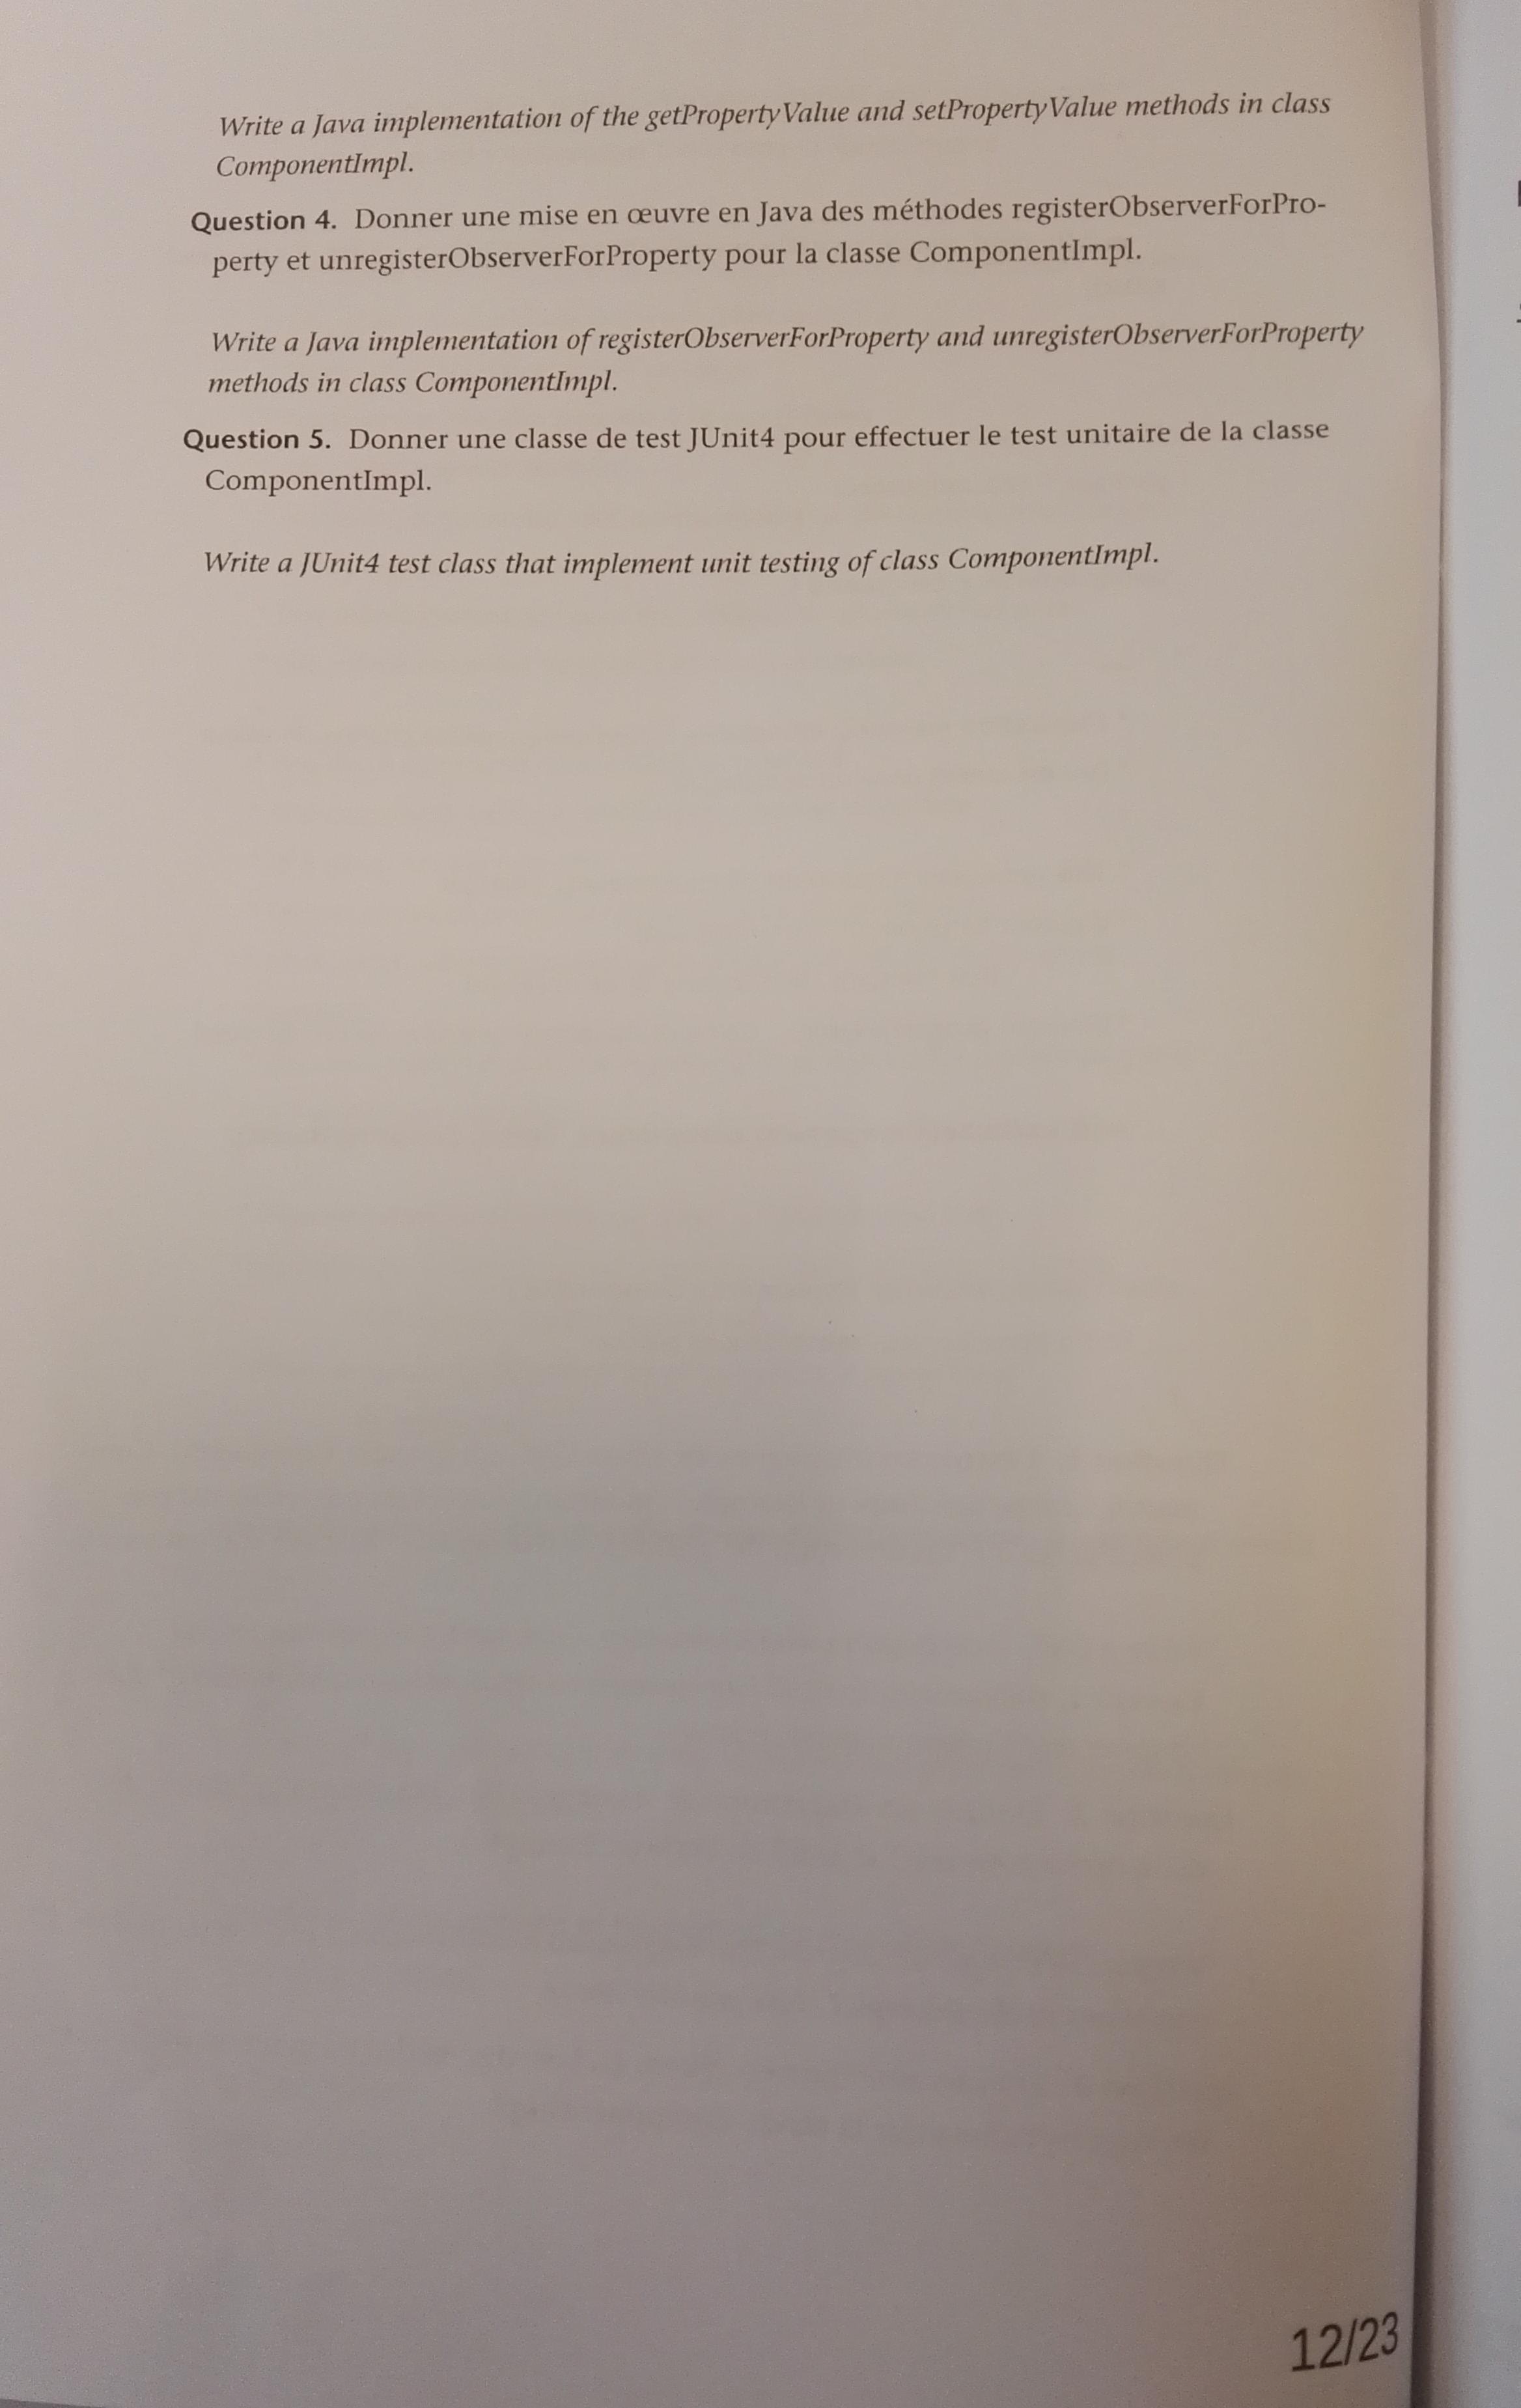 Write a Java implementation of the getPropertyValue and setPropertyValue methods in class
ComponentImpl.
Question 4. Donner une mise en œuvre en Java des méthodes registerObserverForPro-
perty et unregisterObserverForProperty pour la classe ComponentImpl.
Write a Java implementation of registerObserverForProperty and unregisterObserverForProperty
methods in class ComponentImpl.
Question 5. Donner une classe de test JUnit4 pour effectuer le test unitaire de la classe
ComponentImpl.
Write a JUnit4 test class that implement unit testing of class ComponentImpl.
12/23